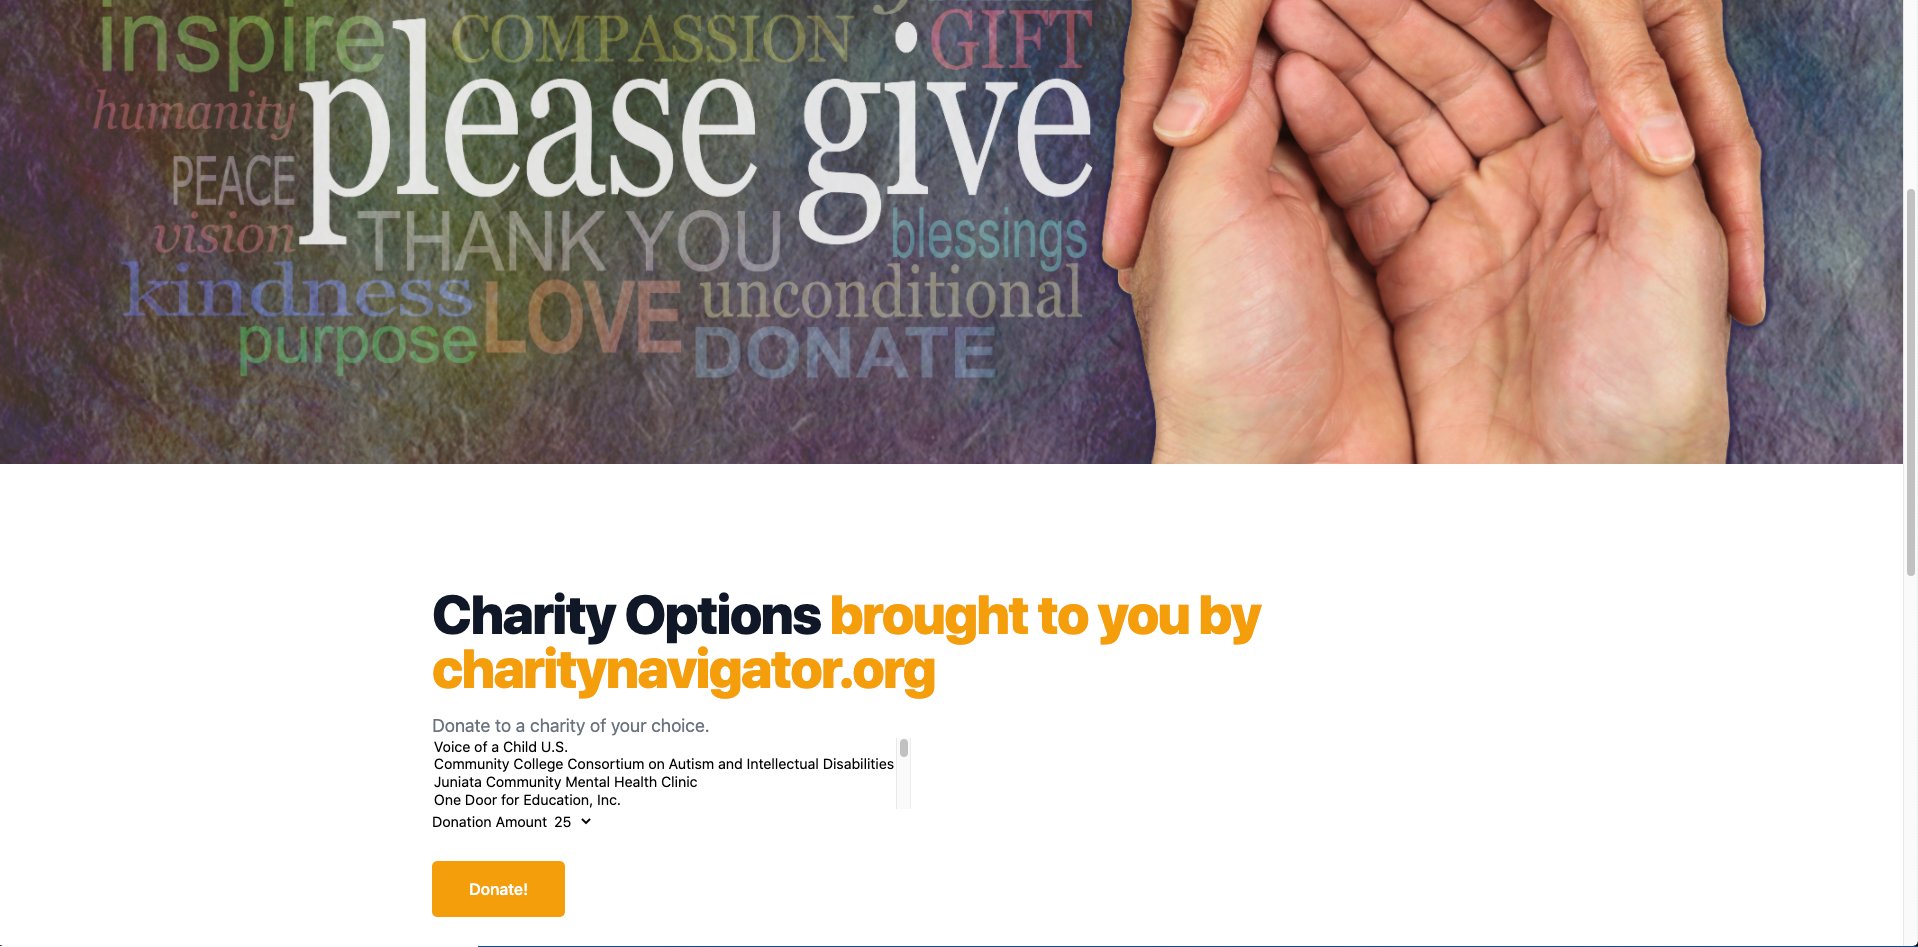 inspire COMPASSION GIFT
please give
humanity
PEACE
vision THANK YOU blessings
kindness LOVE unconditional
purpose DONATE
Charity Options brought to you by
charitynavigator.org
Donate to a charity of your choice.
Voice of a Child U.S.
Community College Consortium on Autism and Intellectual Disabilities
Juniata Community Mental Health Clinic
One Door for Education, Inc.
Donation Amount 25
Donate!